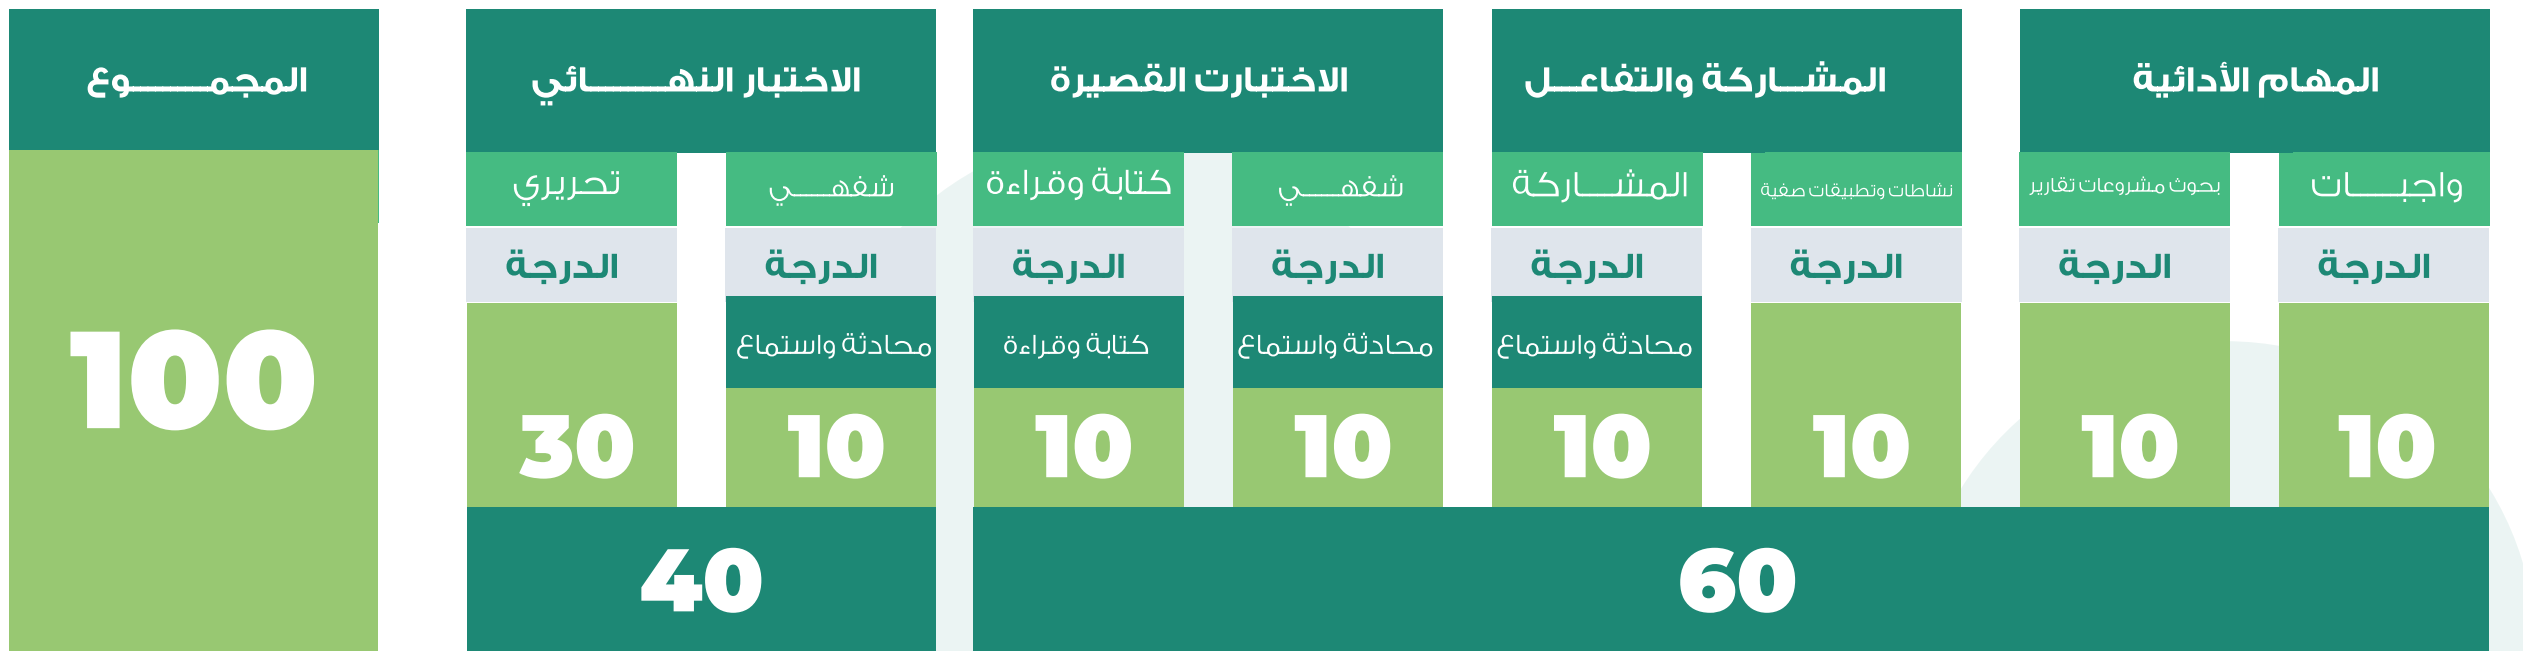 المهام الأدائية
المشاركة والتفاعل
الاختبارت القصيرة
الاختبار النهائي
المجموع
واجبات
بحوث مشروعات تقارير
نشاطات وتطبيقات صفية
المشاركة
شفهي
كتابة وقراءة
شفهي
تحريري
الدرجة
الدرجة
الدرجة
الدرجة
الدرجة
الدرجة
الدرجة
الدرجة
محادثة واستماع
محادثة واستماع
كتابة وقراءة
محادثة واستماع
10
10
10
10
10
10
10
30
100
60
40